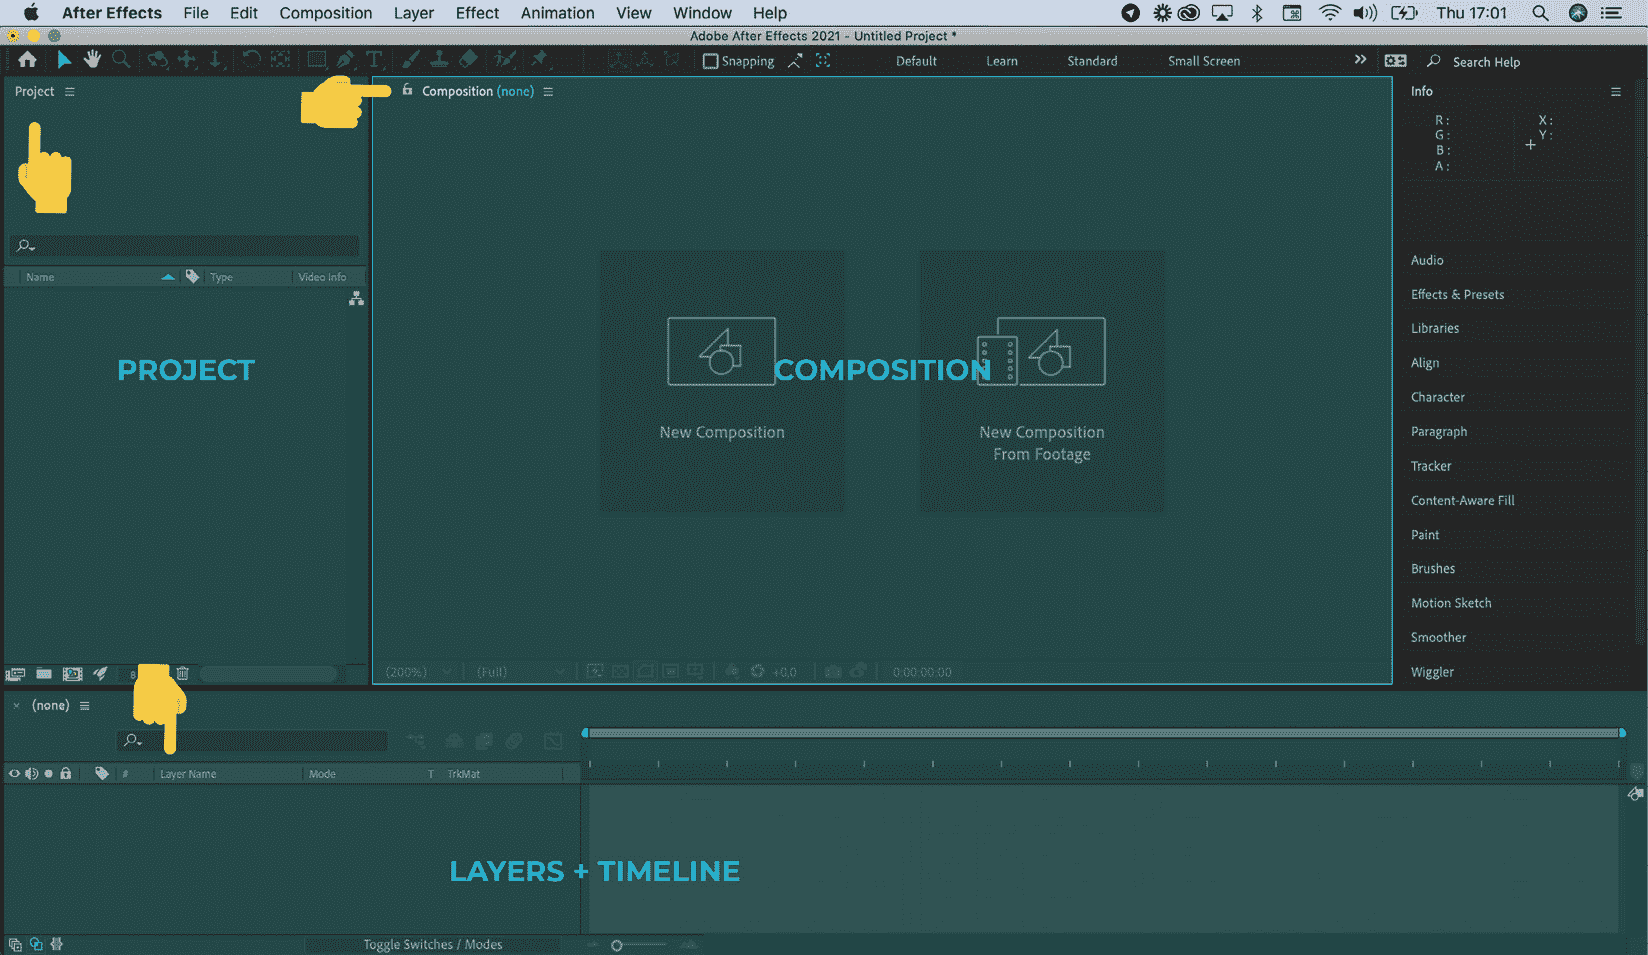 After Effects File Edit Composition Layer Effect Animation View Window Help Thu 17:01
Adobe After Effects 2021 - Untitled Project *
Snapping Default Learn Standard Small Screen >> Search Help
Project
Composition (none)
Info
R: X:
G: Y:
B:
A:
Name Type Video Info
Audio
Effects & Presets
Libraries
Align
Character
Paragraph
Tracker
Content-Aware Fill
Paint
Brushes
Motion Sketch
Smoother
Wiggler
PROJECT
COMPOSITION
New Composition
New Composition
From Footage
(200%) (Full) +0.0 0:00:00:00
8
(none)
# Layer Name Mode T TrkMat
LAYERS + TIMELINE
Toggle Switches / Modes